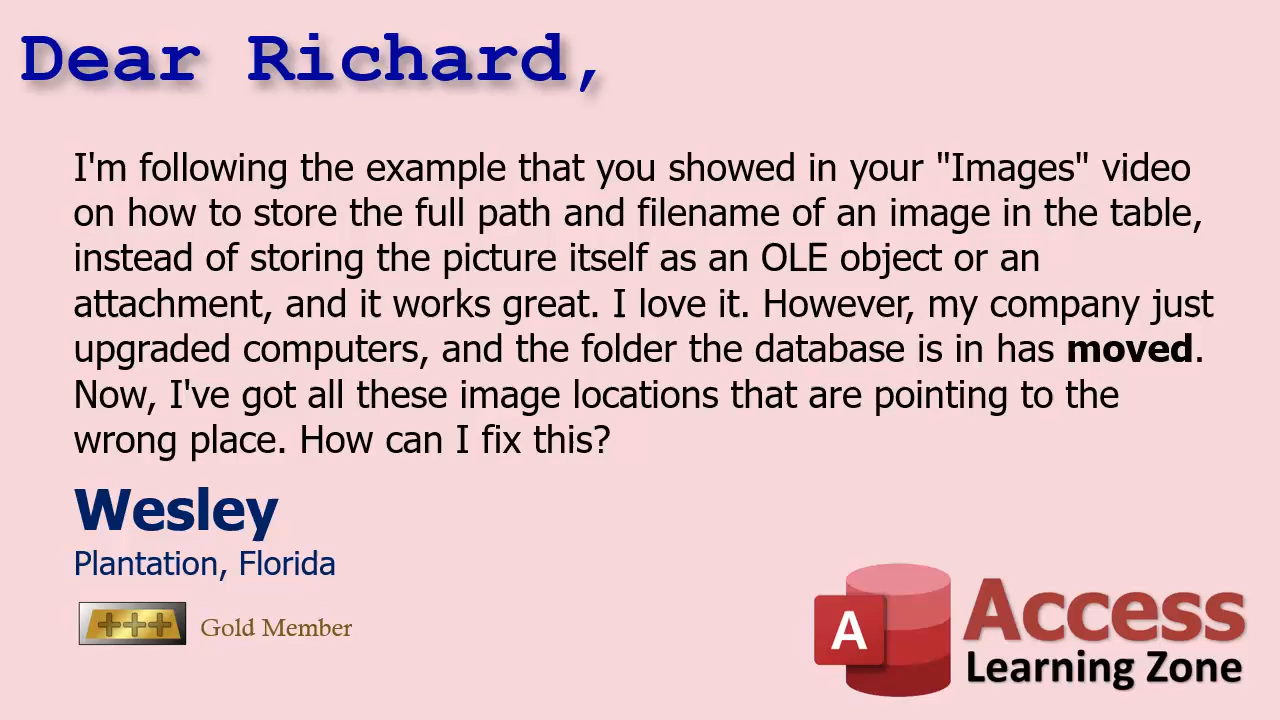 Dear Richard,
I'm following the example that you showed in your "Images" video
on how to store the full path and filename of an image in the table,
instead of storing the picture itself as an OLE object or an
attachment, and it works great. I love it. However, my company just
upgraded computers, and the folder the database is in has moved.
Now, I've got all these image locations that are pointing to the
wrong place. How can I fix this?
Wesley
Plantation, Florida
+++ Gold Member
A Access
Learning Zone